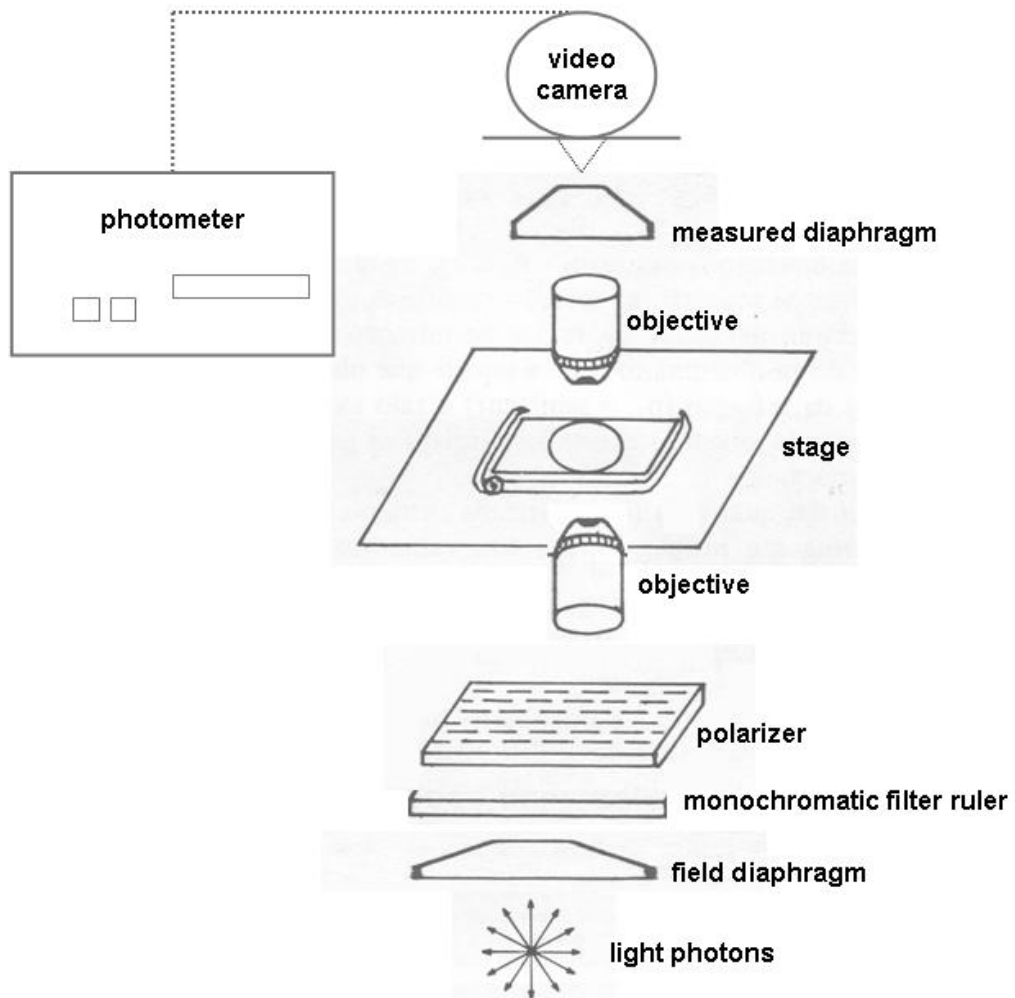 video
camera
photometer
measured diaphragm
objective
stage
objective
polarizer
monochromatic filter ruler
field diaphragm
light photons